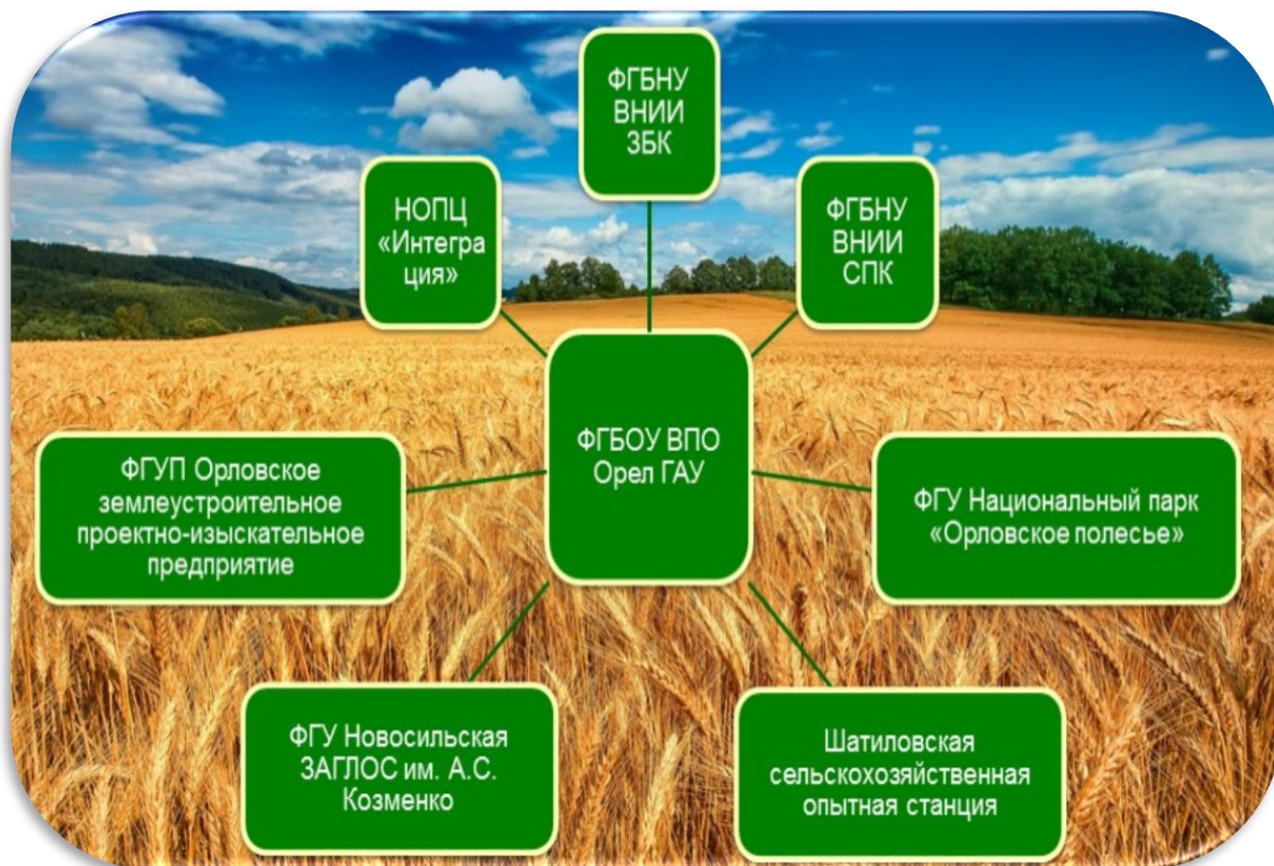 ФГБНУ
ВНИИ
ЗБК
НОПЦ
«Интегра
ция»
ФГБНУ
ВНИИ
СПК
ФГБОУ ВПО
Орел ГАУ
ФГУП Орловское
землеустроительное
проектно-изыскательное
предприятие
ФГУ Национальный парк
«Орловское полесье»
ФГУ Новосильская
ЗАГЛОС им. А.С.
Козменко
Шатиловская
сельскохозяйственная
опытная станция